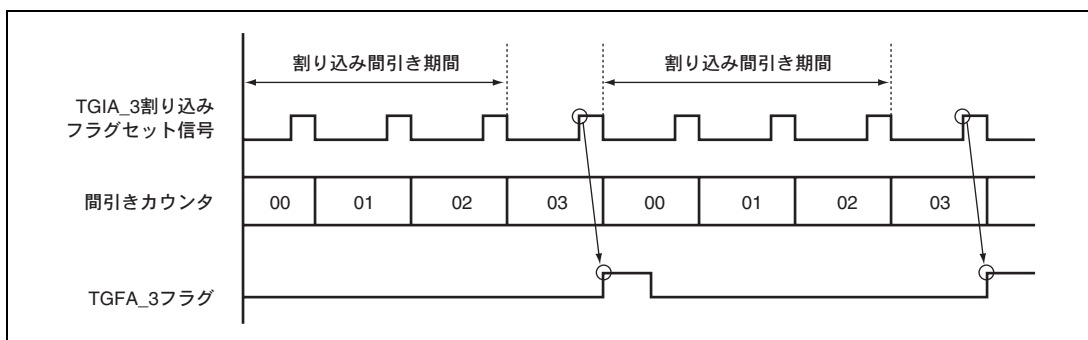 割り込み間引き期間
割り込み間引き期間
TGIA_3割り込み
フラグセット信号
間引きカウンタ
00 01 02 03 00 01 02 03
TGFA_3フラグ